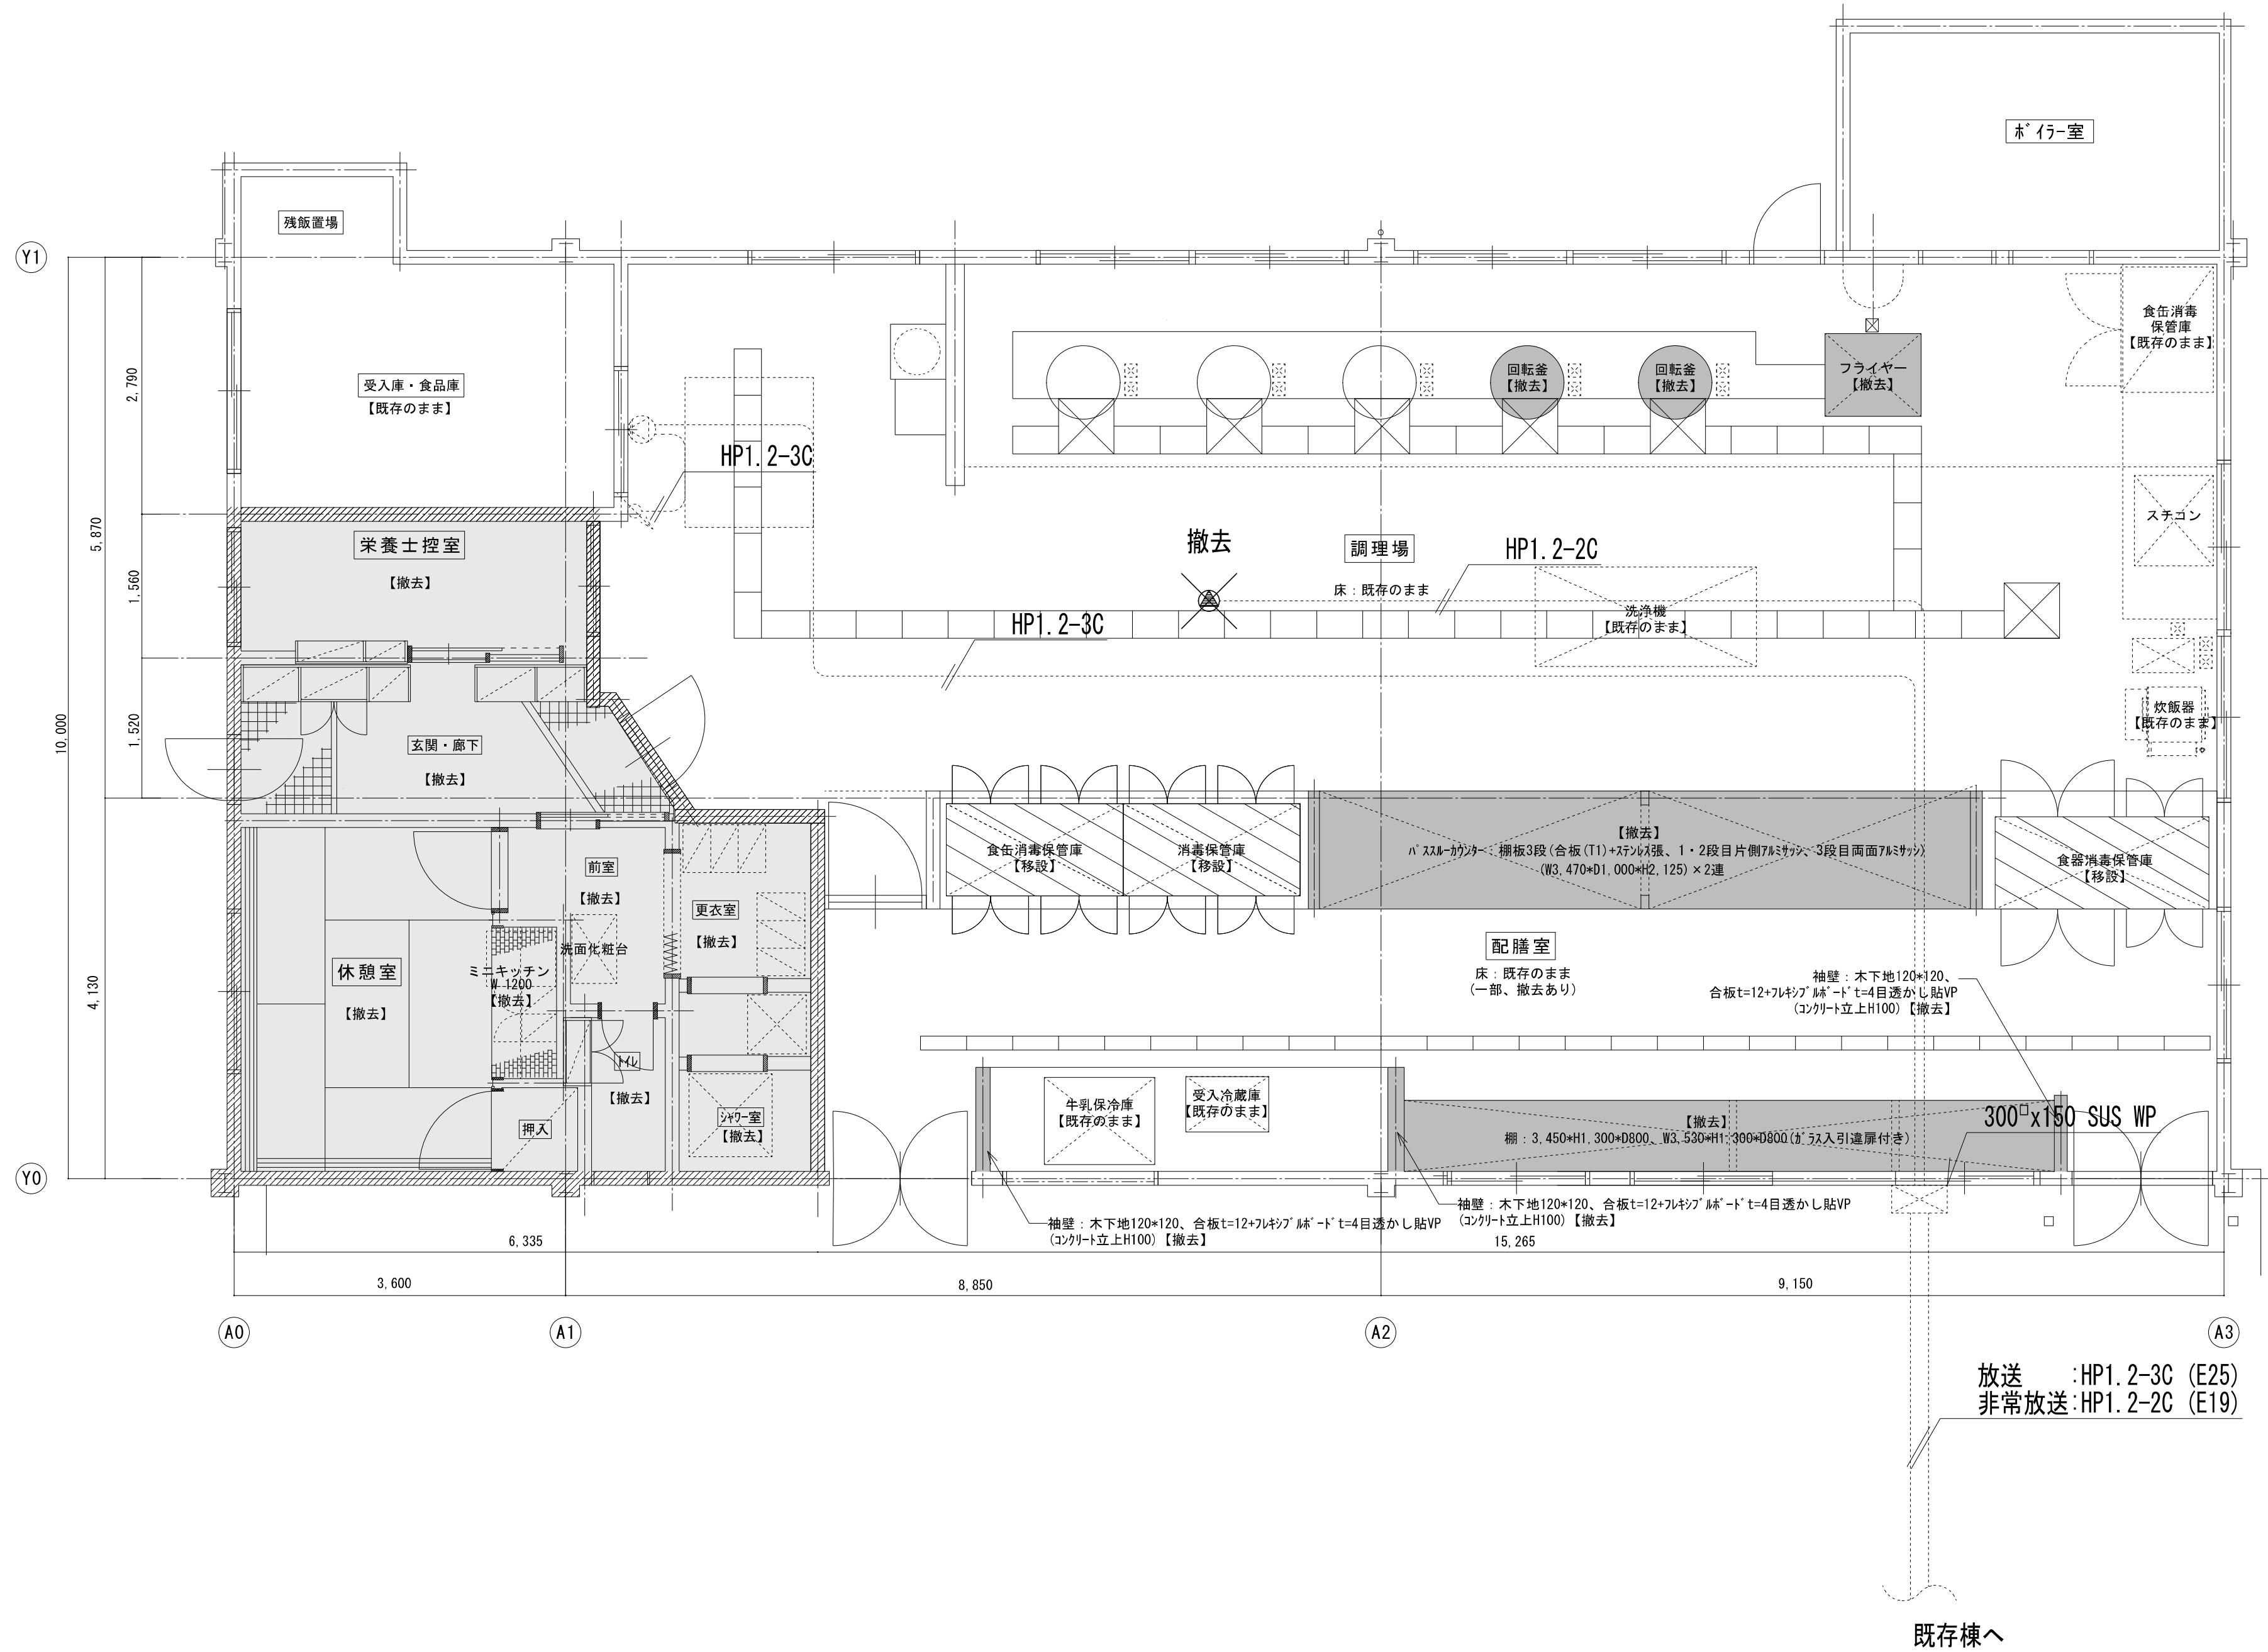 ﾎﾞｲﾗｰ室
残飯置場
Y1
食缶消毒
保管庫
【既存のまま】
受入庫・食品庫
【既存のまま】
回転釜
【撤去】
回転釜
【撤去】
フライヤー
【撤去】
2,790
HP1.2-3C
スチコン
栄養士控室
【撤去】
撤去
調理場
床：既存のまま
HP1.2-2C
5,870
1,560
HP1.2-3C
洗浄機
【既存のまま】
炊飯器
【既存のまま】
10,000
1,520
玄関・廊下
【撤去】
食缶消毒保管庫
【移設】
消毒保管庫
【移設】
【撤去】
ﾊﾟｽｽﾙｰｶｳﾝﾀｰ：棚板3段(合板(T1)+ｽﾃﾝﾚｽ張、1・2段目片側ｱﾙﾐｻｯｼ、3段目両面ｱﾙﾐｻｯｼ)
(W3,470*D1,000*H2,125)×2連
食器消毒保管庫
【移設】
前室
【撤去】
更衣室
【撤去】
洗面化粧台
休憩室
【撤去】
ミニキッチン
W 1200
【撤去】
配膳室
床：既存のまま
(一部、撤去あり)
袖壁：木下地120*120、
合板t=12+ﾌﾚｷｼﾌﾞﾙﾎﾞｰﾄﾞt=4目透かし貼VP
(ｺﾝｸﾘｰﾄ立上H100)【撤去】
4,130
ﾄｲﾚ
【撤去】
押入
ｼｬﾜｰ室
【撤去】
牛乳保冷庫
【既存のまま】
受入冷蔵庫
【既存のまま】
【撤去】
棚：3,450*H1,300*D800、W3,530*H1,300*D800(ｶﾞﾗｽ入引違扉付き)
300□x150 SUS WP
Y0
袖壁：木下地120*120、合板t=12+ﾌﾚｷｼﾌﾞﾙﾎﾞｰﾄﾞt=4目透かし貼VP
(ｺﾝｸﾘｰﾄ立上H100)【撤去】
袖壁：木下地120*120、合板t=12+ﾌﾚｷｼﾌﾞﾙﾎﾞｰﾄﾞt=4目透かし貼VP
(ｺﾝｸﾘｰﾄ立上H100)【撤去】
6,335
15,265
3,600
8,850
9,150
A0
A1
A2
A3
放送　　:HP1.2-3C (E25)
非常放送:HP1.2-2C (E19)
既存棟へ